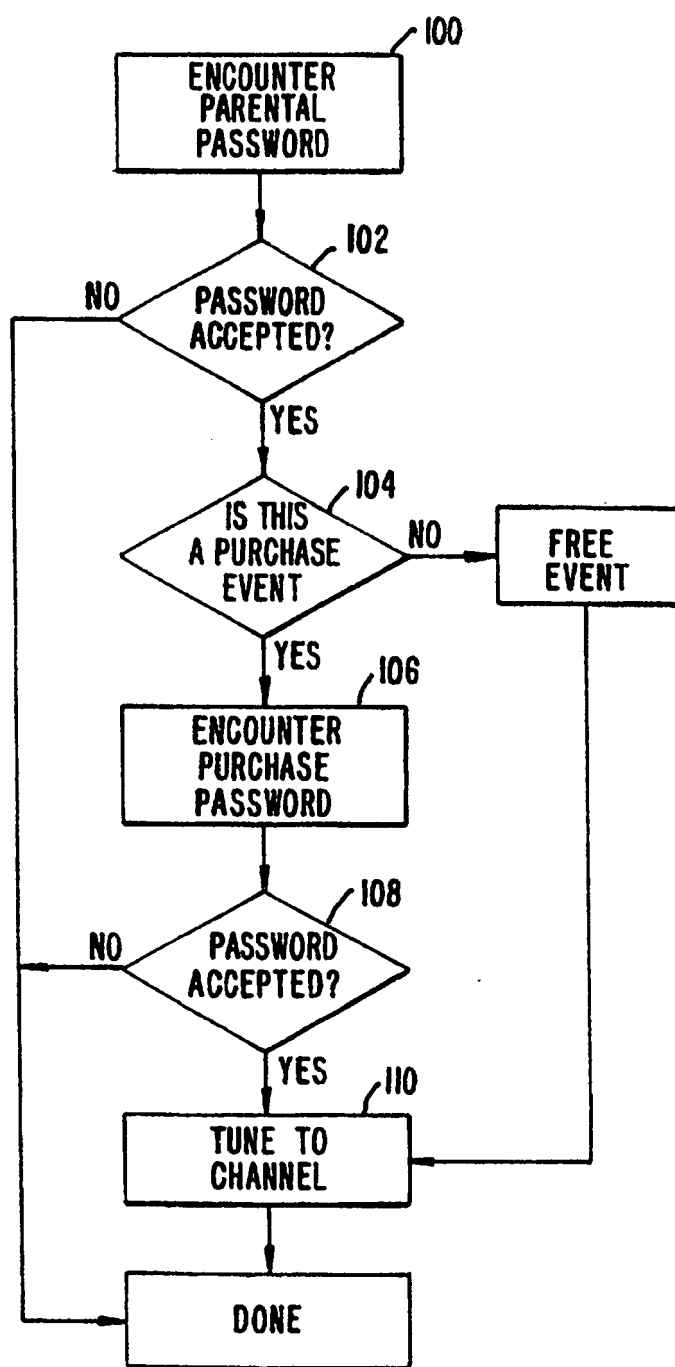 100
ENCOUNTER
PARENTAL
PASSWORD
102
NO
PASSWORD
ACCEPTED?
YES
104
IS THIS
A PURCHASE
EVENT
NO
FREE
EVENT
YES
106
ENCOUNTER
PURCHASE
PASSWORD
108
NO
PASSWORD
ACCEPTED?
YES
110
TUNE TO
CHANNEL
DONE